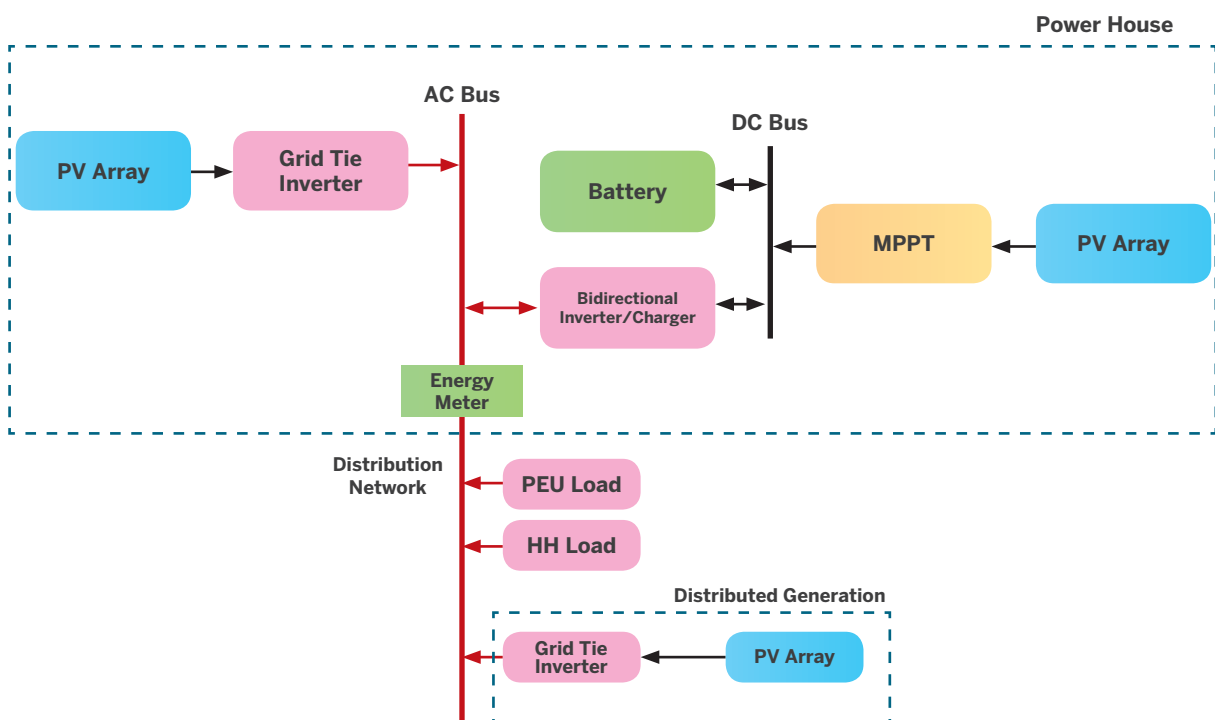 Power House
AC Bus
DC Bus
PV Array
Grid Tie
Inverter
Battery
MPPT
PV Array
Bidirectional
Inverter/Charger
Energy
Meter
Distribution
Network
PEU Load
HH Load
Distributed Generation
Grid Tie
Inverter
PV Array